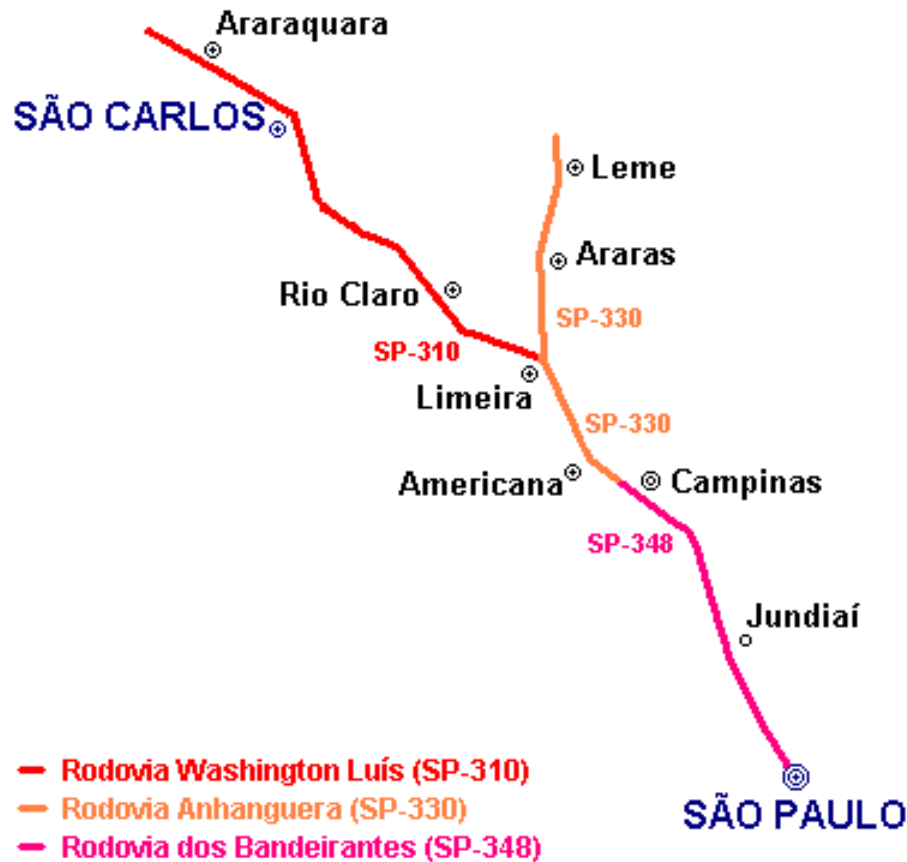 Araraquara
SÃO CARLOS
Leme
Araras
Rio Claro
SP-330
SP-310
Limeira
SP-330
Americana
Campinas
SP-348
Jundiaí
Rodovia Washington Luís (SP-310)
Rodovia Anhanguera (SP-330)
SÃO PAULO
Rodovia dos Bandeirantes (SP-348)